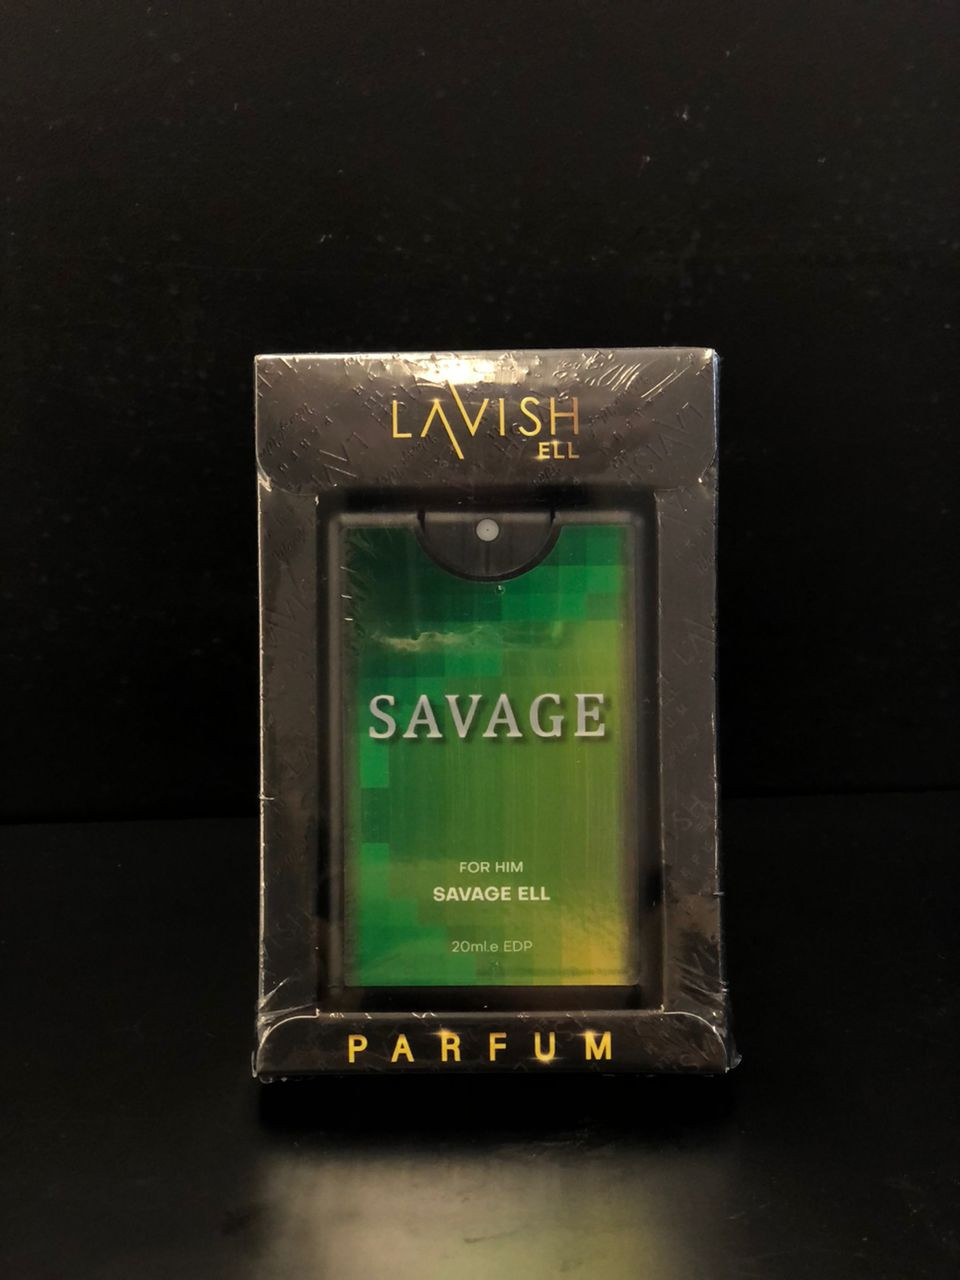 LAVISH
ELL
SAVAGE
FOR HIM
SAVAGE ELL
20ml.e EDP
PARFUM